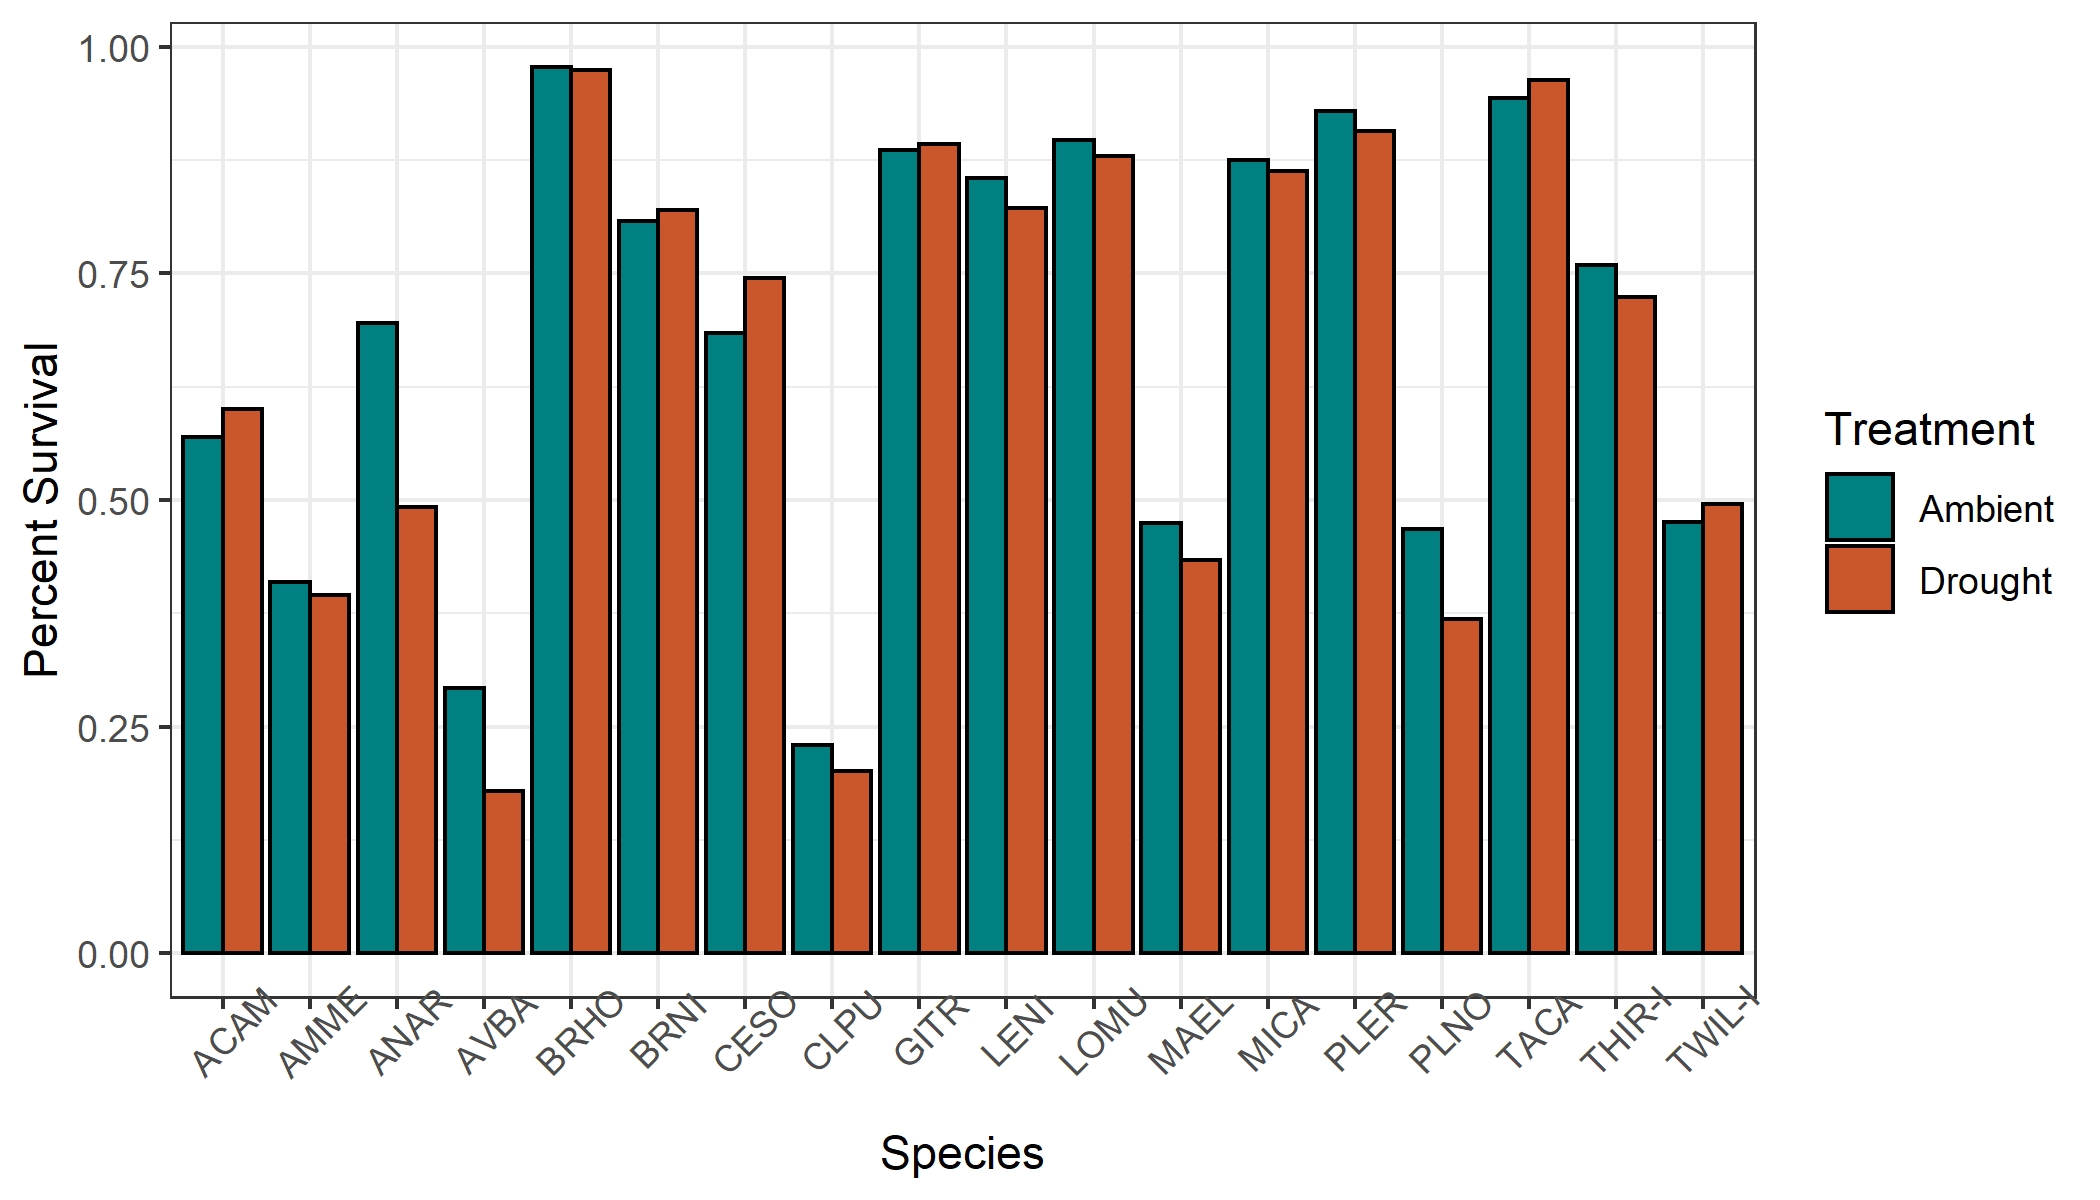 1.00
0.75
0.50
0.25
0.00
Percent Survival
ACAM
AMME
ANAR
AVBA
BRHO
BRNI
CESO
CLPU
GITR
LENI
LOMU
MAEL
MICA
PLER
PLNO
TACA
THIR-I
TWIL-I
Species
Treatment
Ambient
Drought